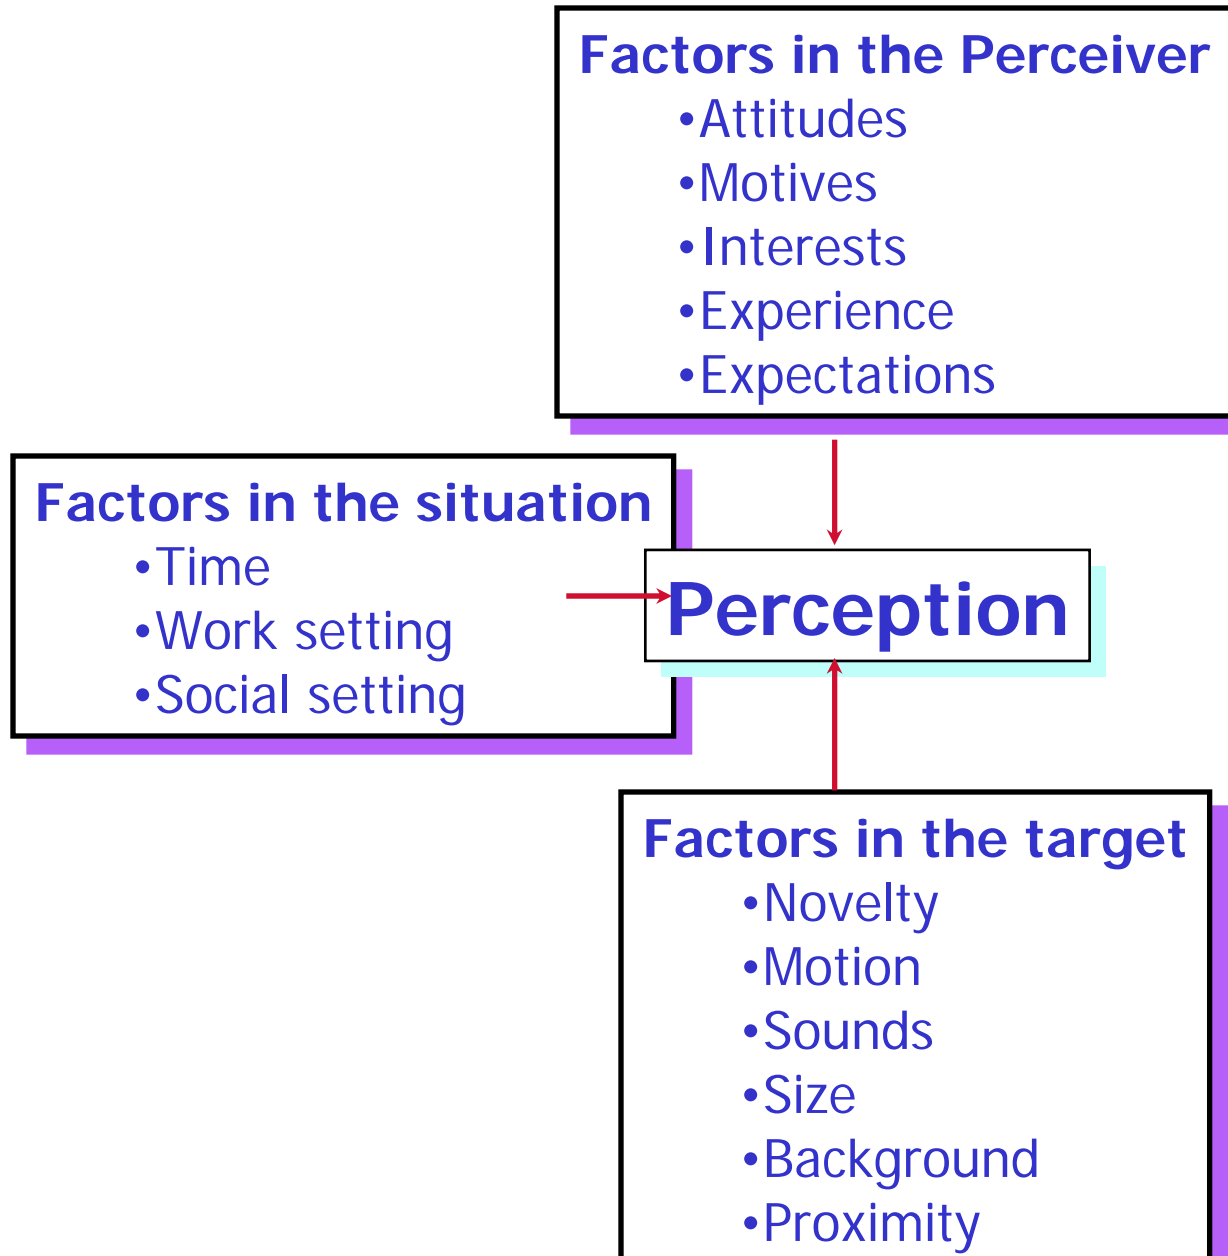 Factors in the Perceiver
•Attitudes
•Motives
•Interests
•Experience
•Expectations
Factors in the situation
•Time
•Work setting
•Social setting
Perception
Factors in the target
•Novelty
•Motion
•Sounds
•Size
•Background
•Proximity